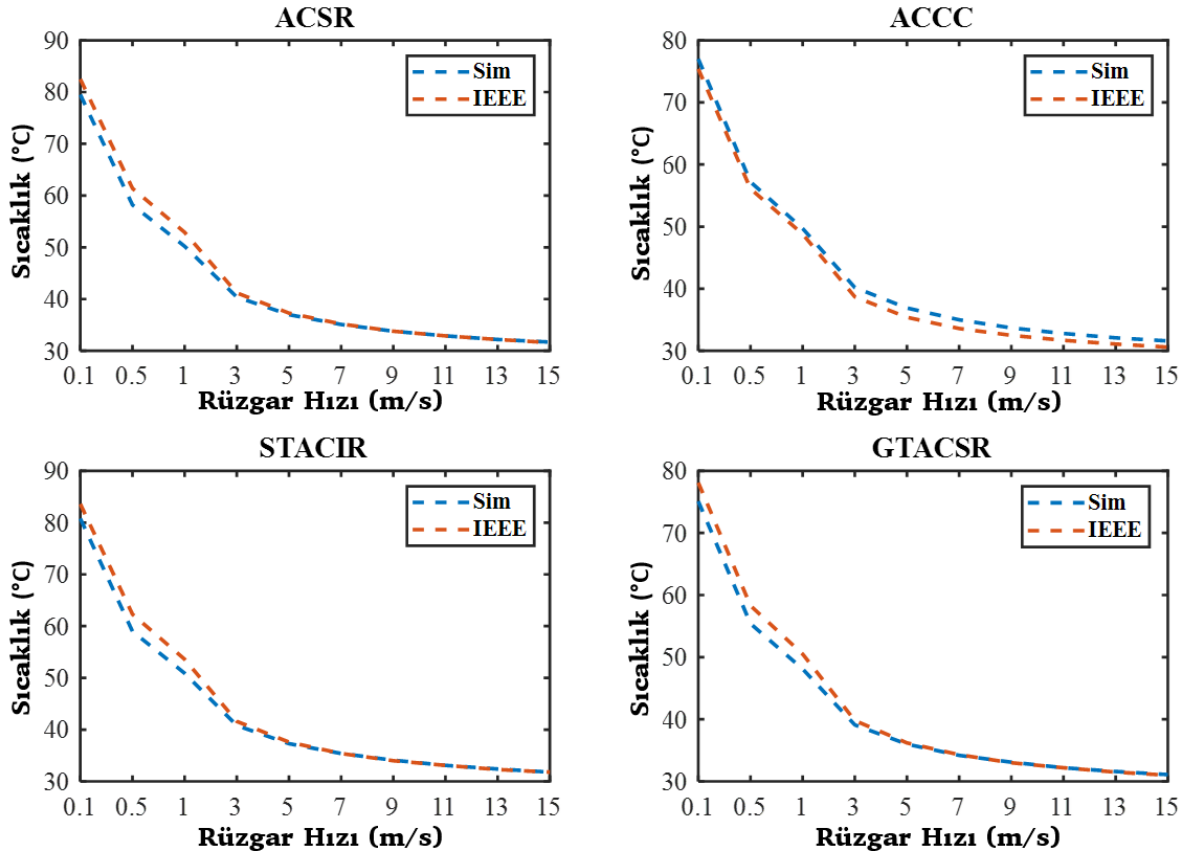 ACSR
90
80
70
60
50
40
30
Sıcaklık (°C)
Sim
IEEE
0.1 0.5 1 3 5 7 9 11 13 15
Rüzgar Hızı (m/s)
ACCC
80
70
60
50
40
30
Sıcaklık (°C)
Sim
IEEE
0.1 0.5 1 3 5 7 9 11 13 15
Rüzgar Hızı (m/s)
STACIR
90
80
70
60
50
40
30
Sıcaklık (°C)
Sim
IEEE
0.1 0.5 1 3 5 7 9 11 13 15
Rüzgar Hızı (m/s)
GTACSR
80
70
60
50
40
30
Sıcaklık (°C)
Sim
IEEE
0.1 0.5 1 3 5 7 9 11 13 15
Rüzgar Hızı (m/s)